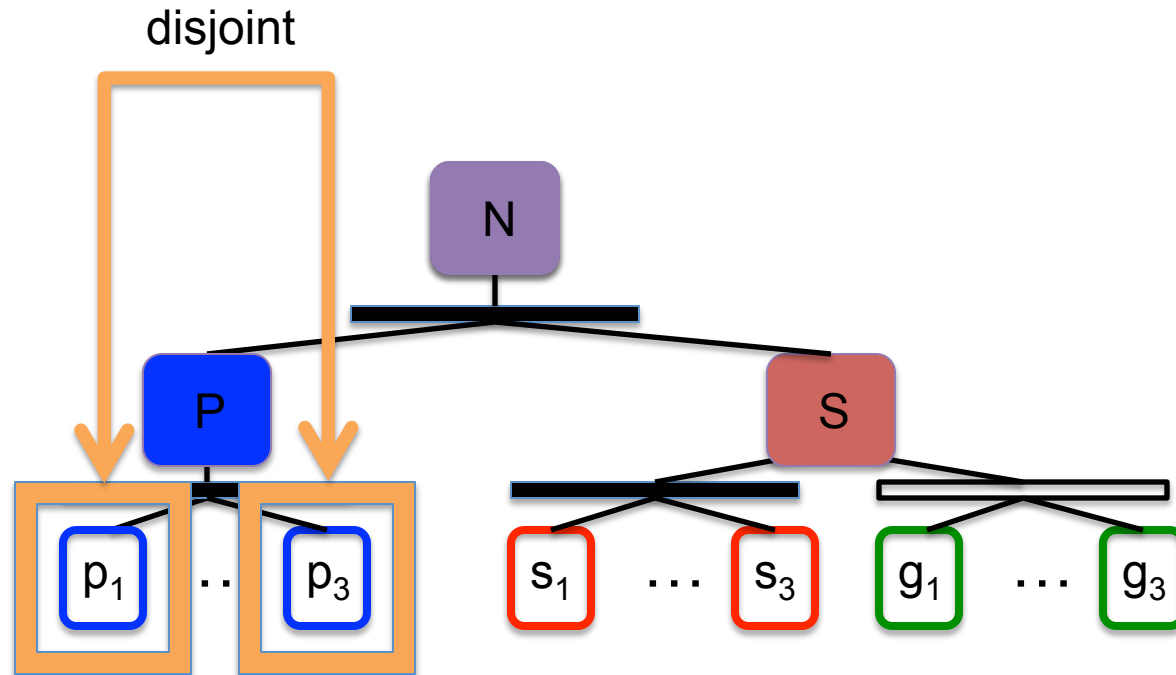 disjoint
N
P S
p₁ … p₃ s₁ … s₃ g₁ … g₃